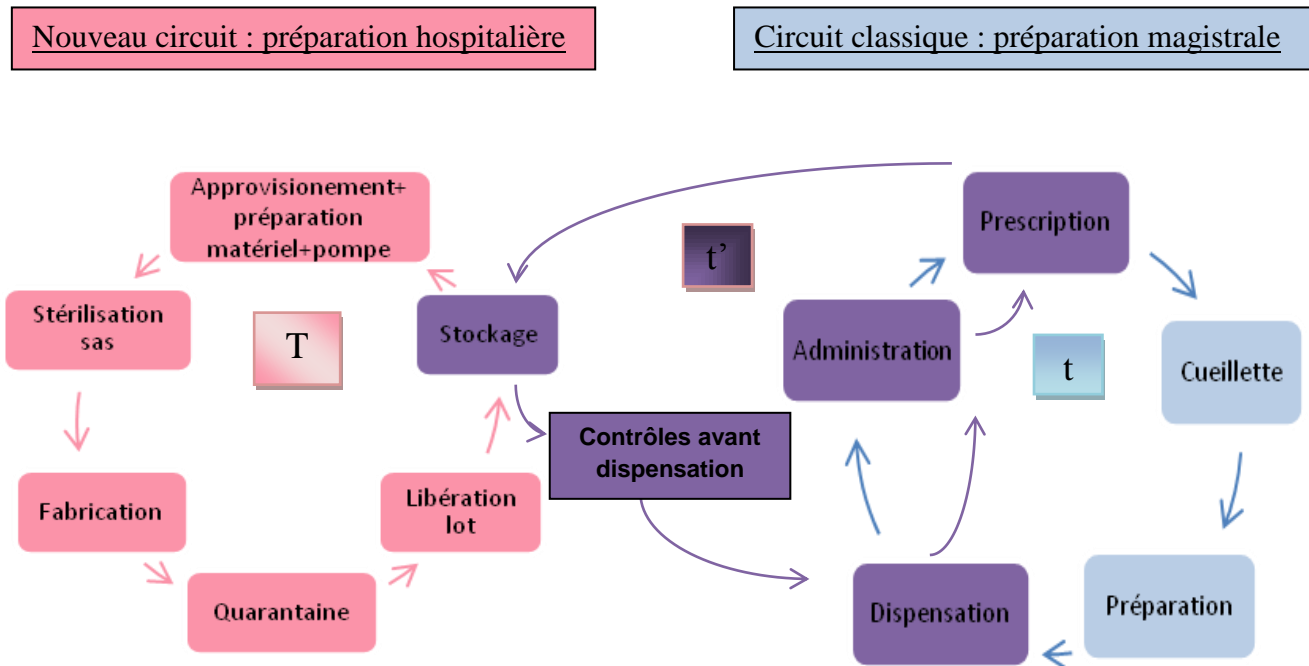 Nouveau circuit : préparation hospitalière
Circuit classique : préparation magistrale
Approvisionement+
préparation
matériel+pompe
Stérilisation
sas
T
Stockage
Fabrication
Libération
lot
Quarantaine
t’
Contrôles avant
dispensation
Prescription
Administration
t
Cueillette
Dispensation
Préparation